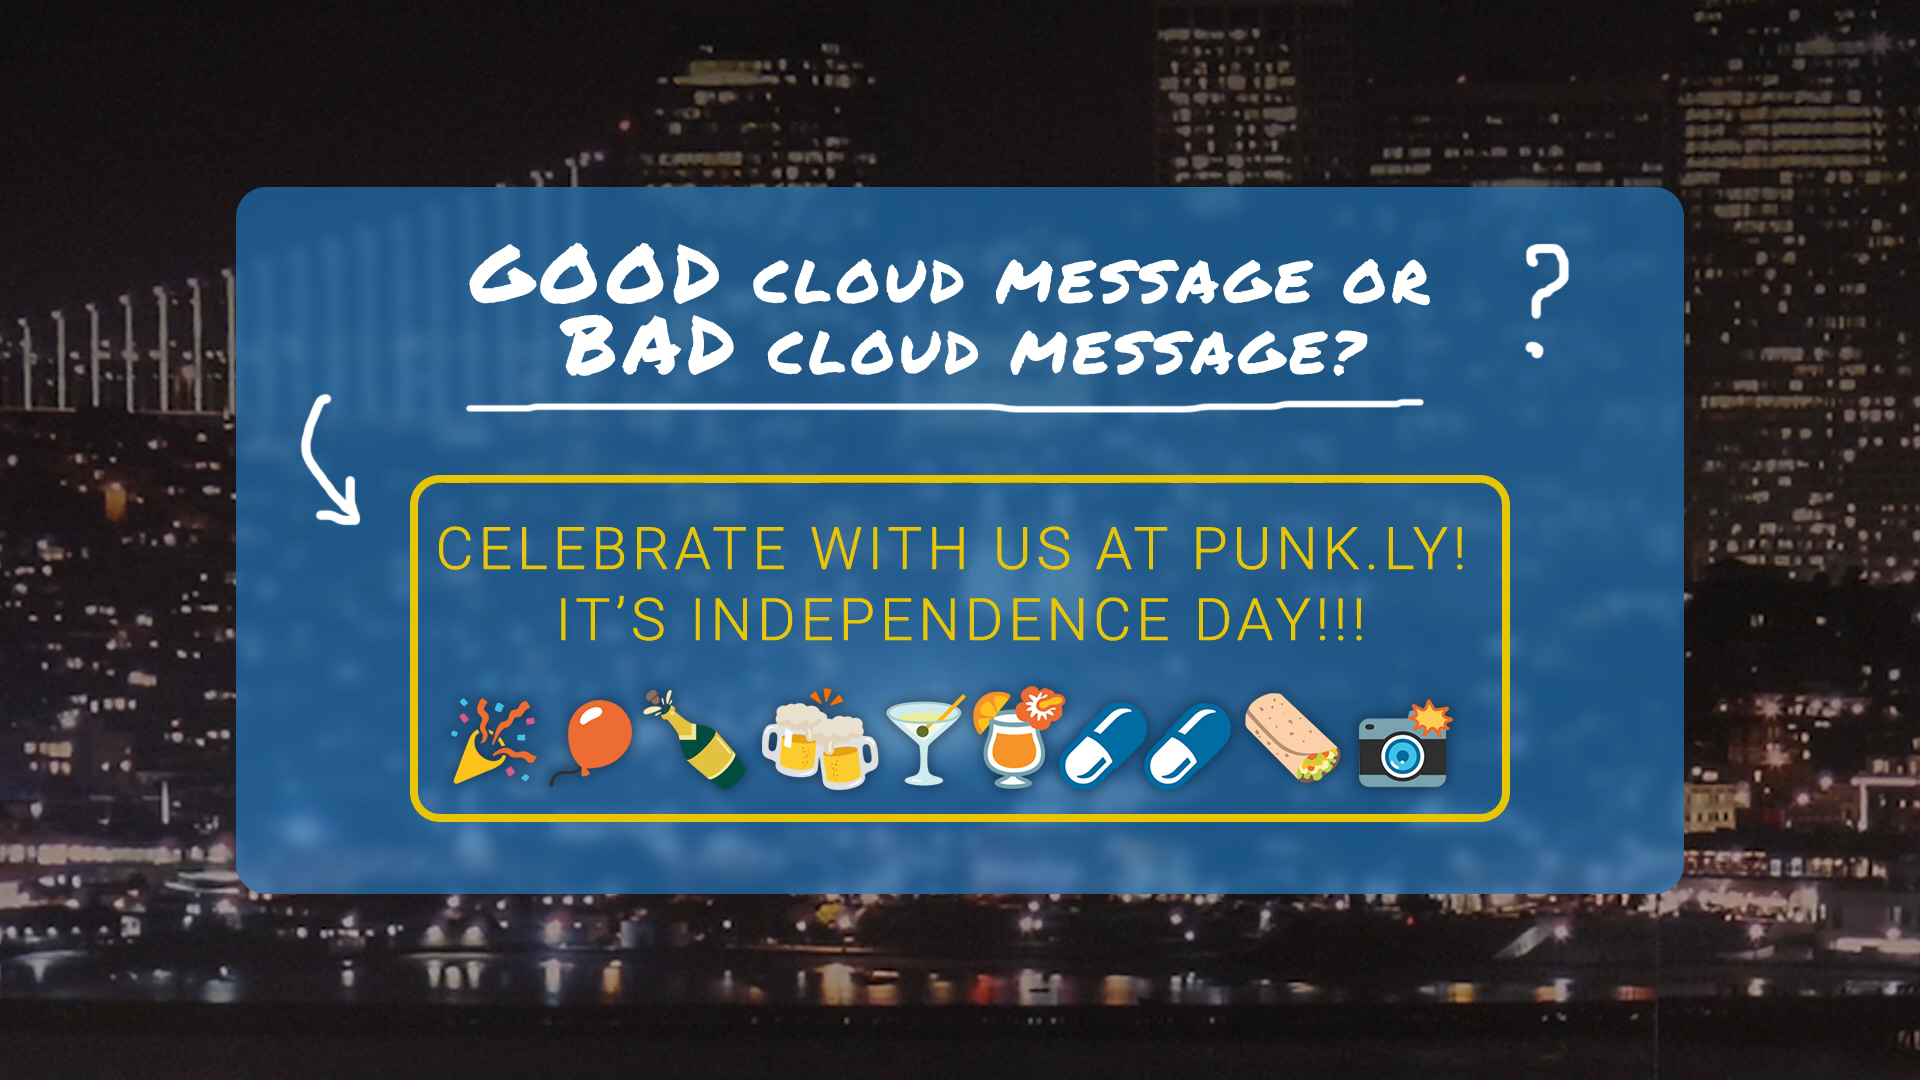 GOOD CLOUD MESSAGE OR
BAD CLOUD MESSAGE?
?
CELEBRATE WITH US AT PUNK.LY!
IT’S INDEPENDENCE DAY!!!
🎉🎈🍾🍻🍸🍹💊💊🌯📸